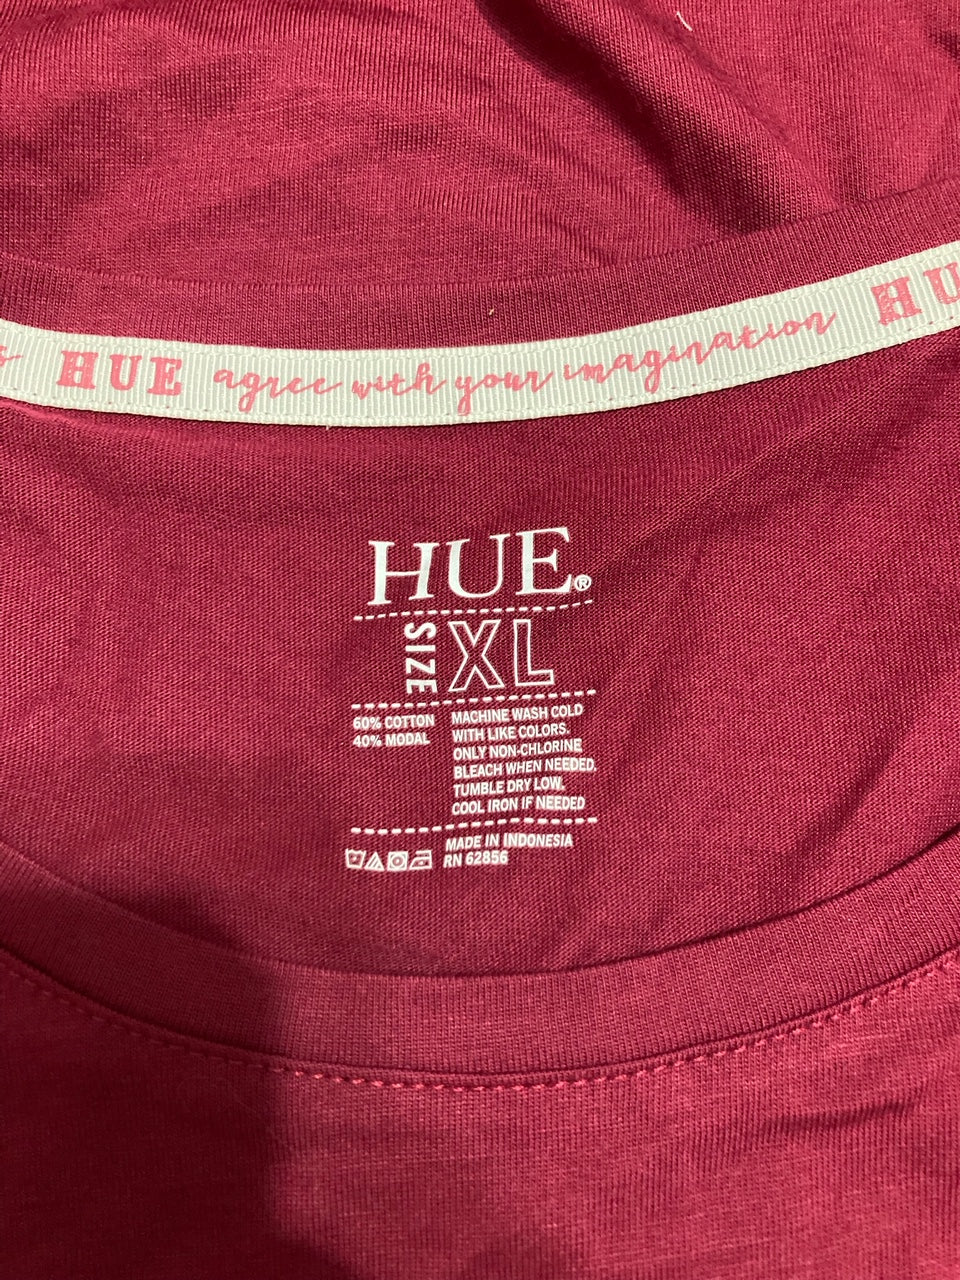 HUE agree with your imagination HU
HUE®
SIZE XL
60% COTTON
40% MODAL
MACHINE WASH COLD
WITH LIKE COLORS.
ONLY NON-CHLORINE
BLEACH WHEN NEEDED.
TUMBLE DRY LOW.
COOL IRON IF NEEDED
MADE IN INDONESIA
RN 62856